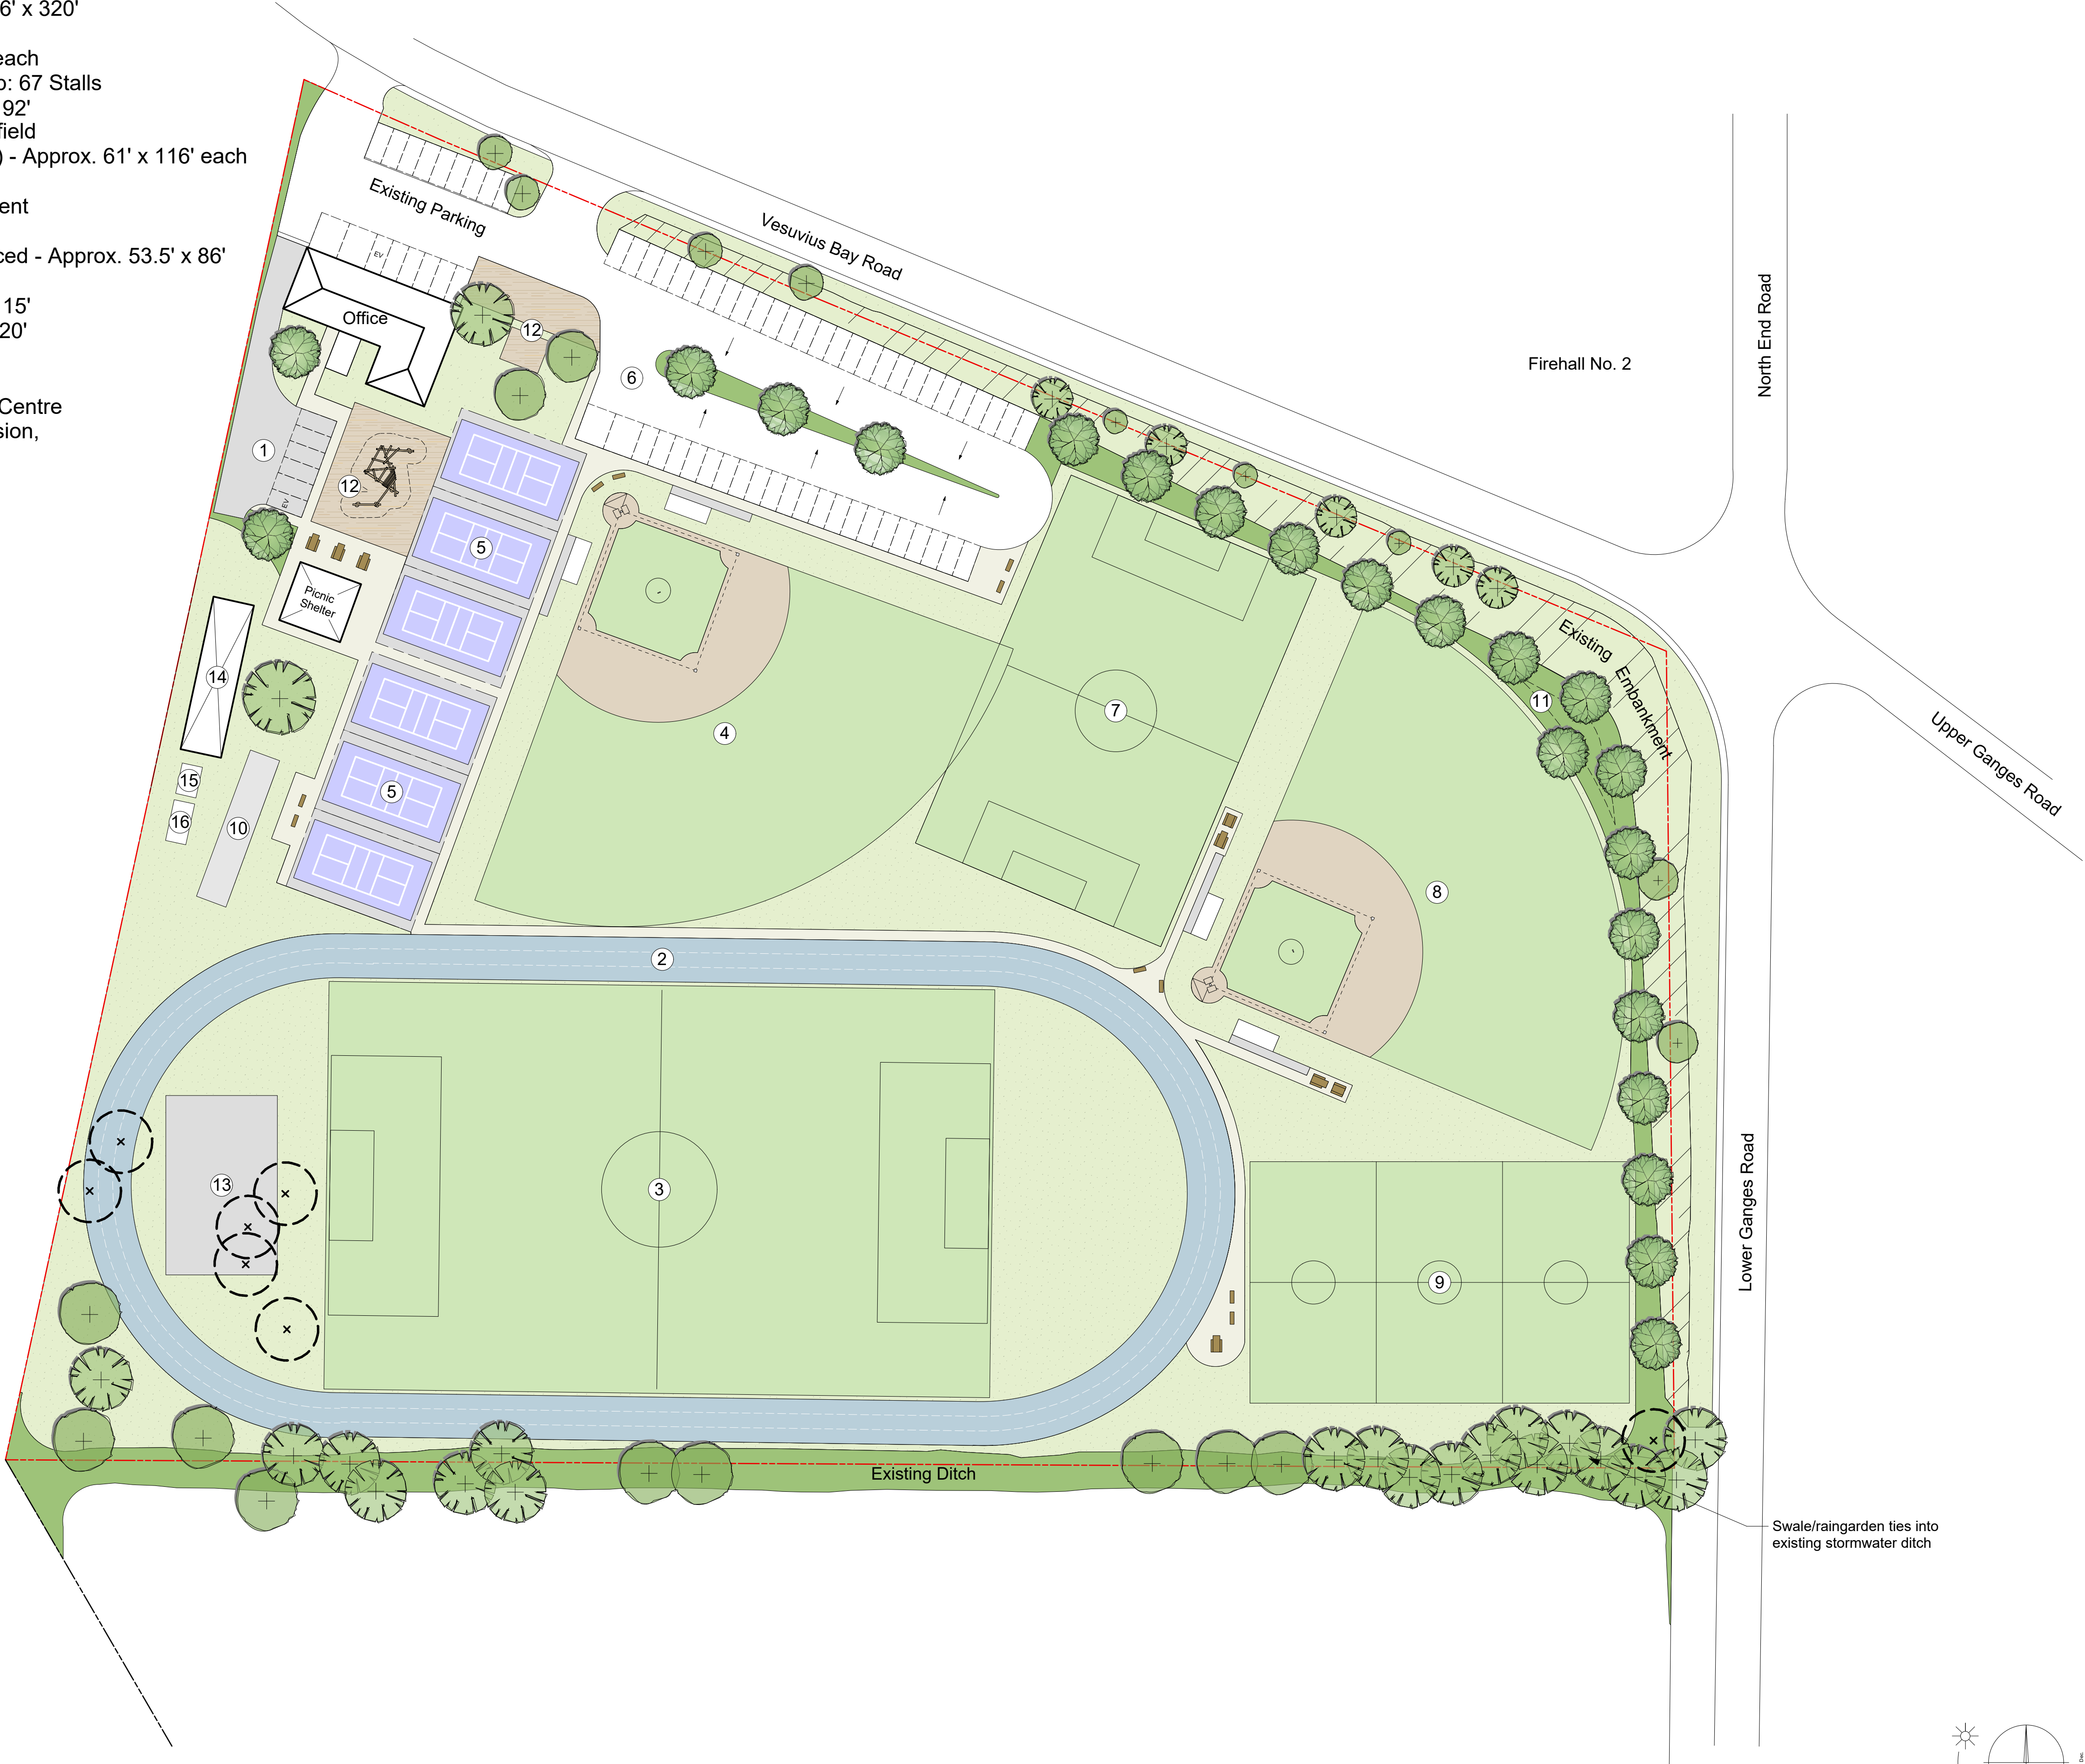 6' x 320'
each
: 67 Stalls
92'
field
) - Approx. 61' x 116' each
ent
ced - Approx. 53.5' x 86'
15'
20'
Centre
sion,
Existing Parking
EV
Office
Vesuvius Bay Road
Firehall No. 2
North End Road
12
6
1
12
EV
5
Picnic
Shelter
Existing
Embankment
11
14
4
7
Upper Ganges Road
15
16
10
5
8
2
13
3
9
Lower Ganges Road
Existing Ditch
Swale/raingarden ties into
existing stormwater ditch